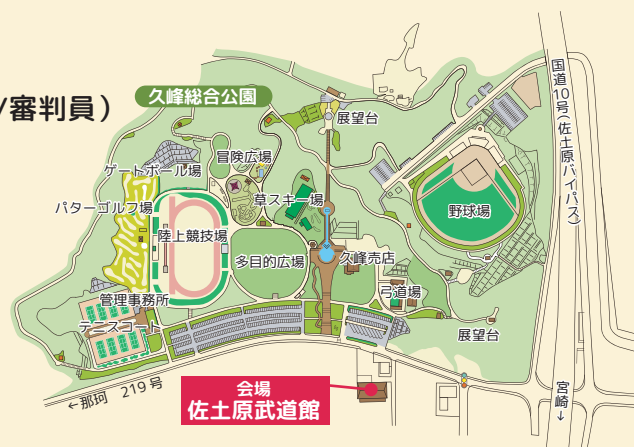 /審判員）
久峰総合公園
展望台
国道10号(佐土原バイパス)
冒険広場
ゲートボール場
草スキー場
パターゴルフ場
野球場
陸上競技場
多目的広場
久峰売店
弓道場
管理事務所
テニスコート
展望台
←那珂　219号
会場
佐土原武道館
宮崎↓